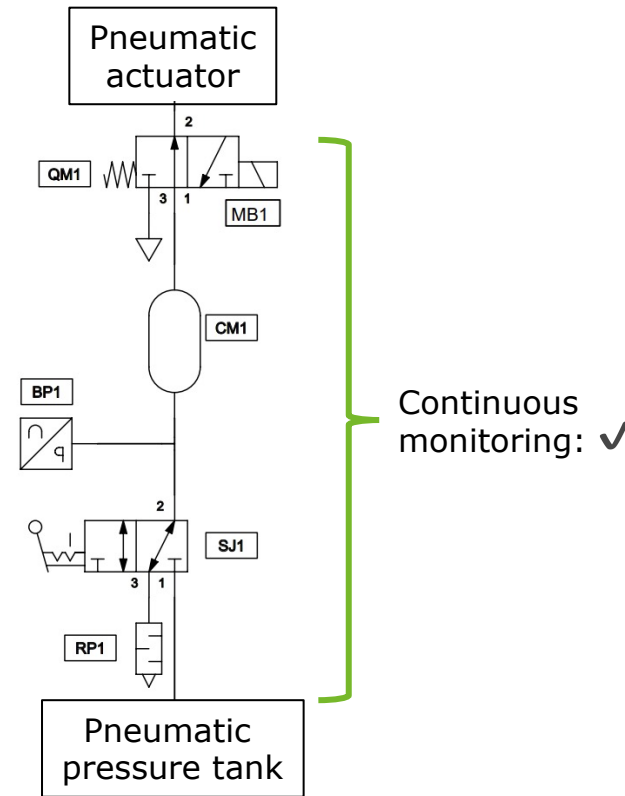 Pneumatic
actuator
2
QM1
3 1
MB1
CM1
BP1
Continuous
monitoring: ✓
2
SJ1
3 1
RP1
Pneumatic
pressure tank